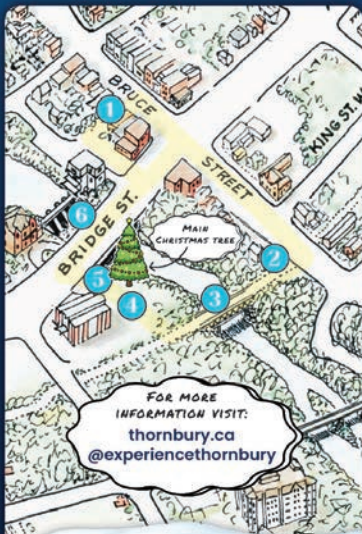 BRUCE
STREET
KING ST. W.
1
6
BRIDGE ST.
MAIN
CHRISTMAS TREE
5
4
3
2
FOR MORE
INFORMATION VISIT:
thornbury.ca
@experiencethornbury